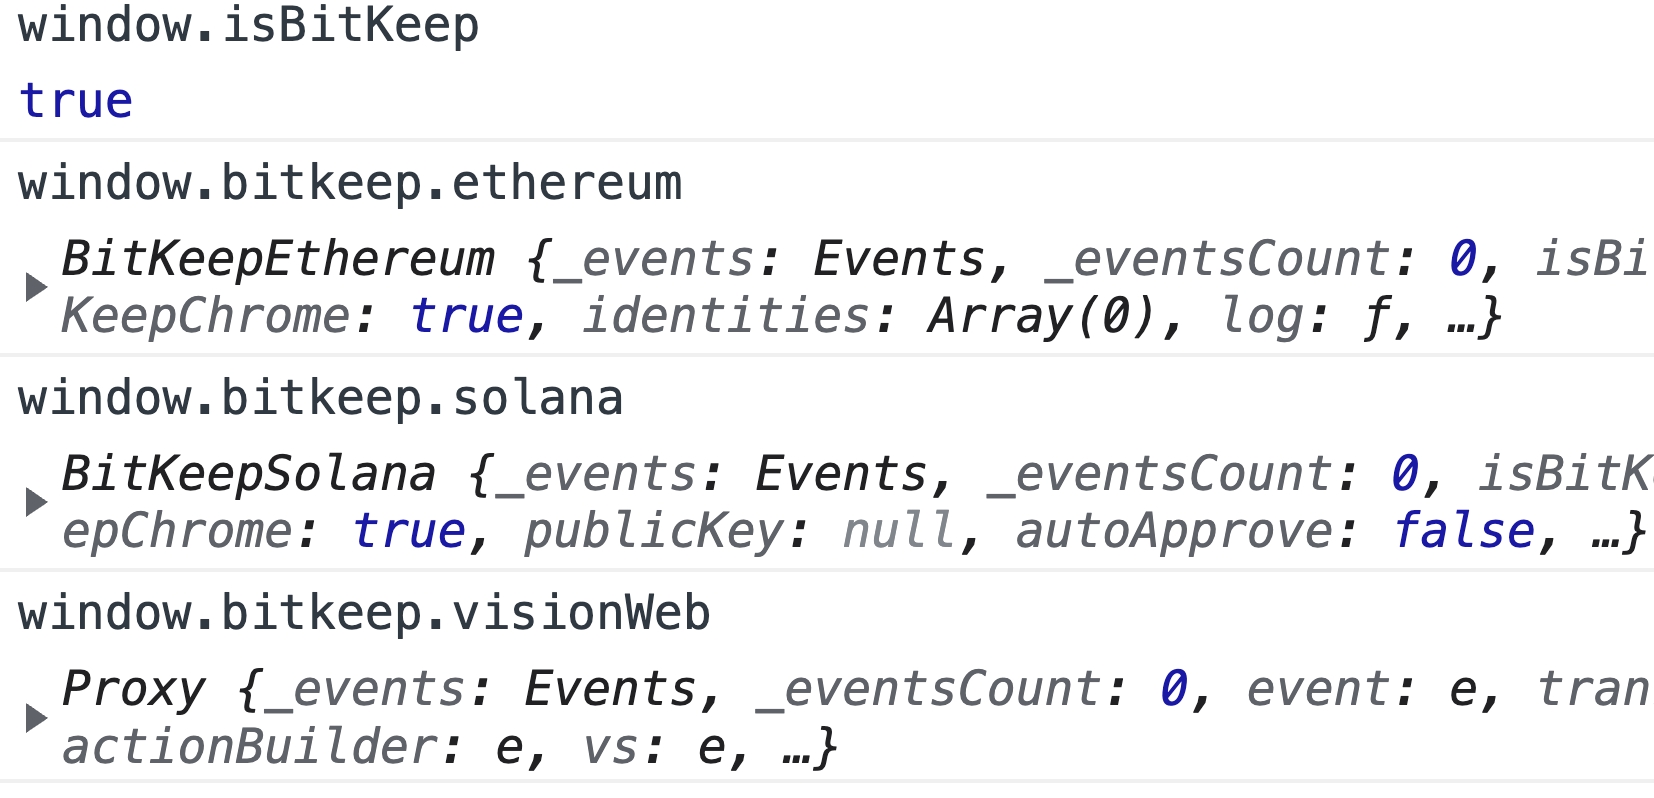 window.isBitKeep
true
window.bitkeep.ethereum
BitKeepEthereum {_events: Events, _eventsCount: 0, isBi
KeepChrome: true, identities: Array(0), log: ƒ, …}
window.bitkeep.solana
BitKeepSolana {_events: Events, _eventsCount: 0, isBitK
epChrome: true, publicKey: null, autoApprove: false, …}
window.bitkeep.visionWeb
Proxy {_events: Events, _eventsCount: 0, event: e, tran
actionBuilder: e, vs: e, …}